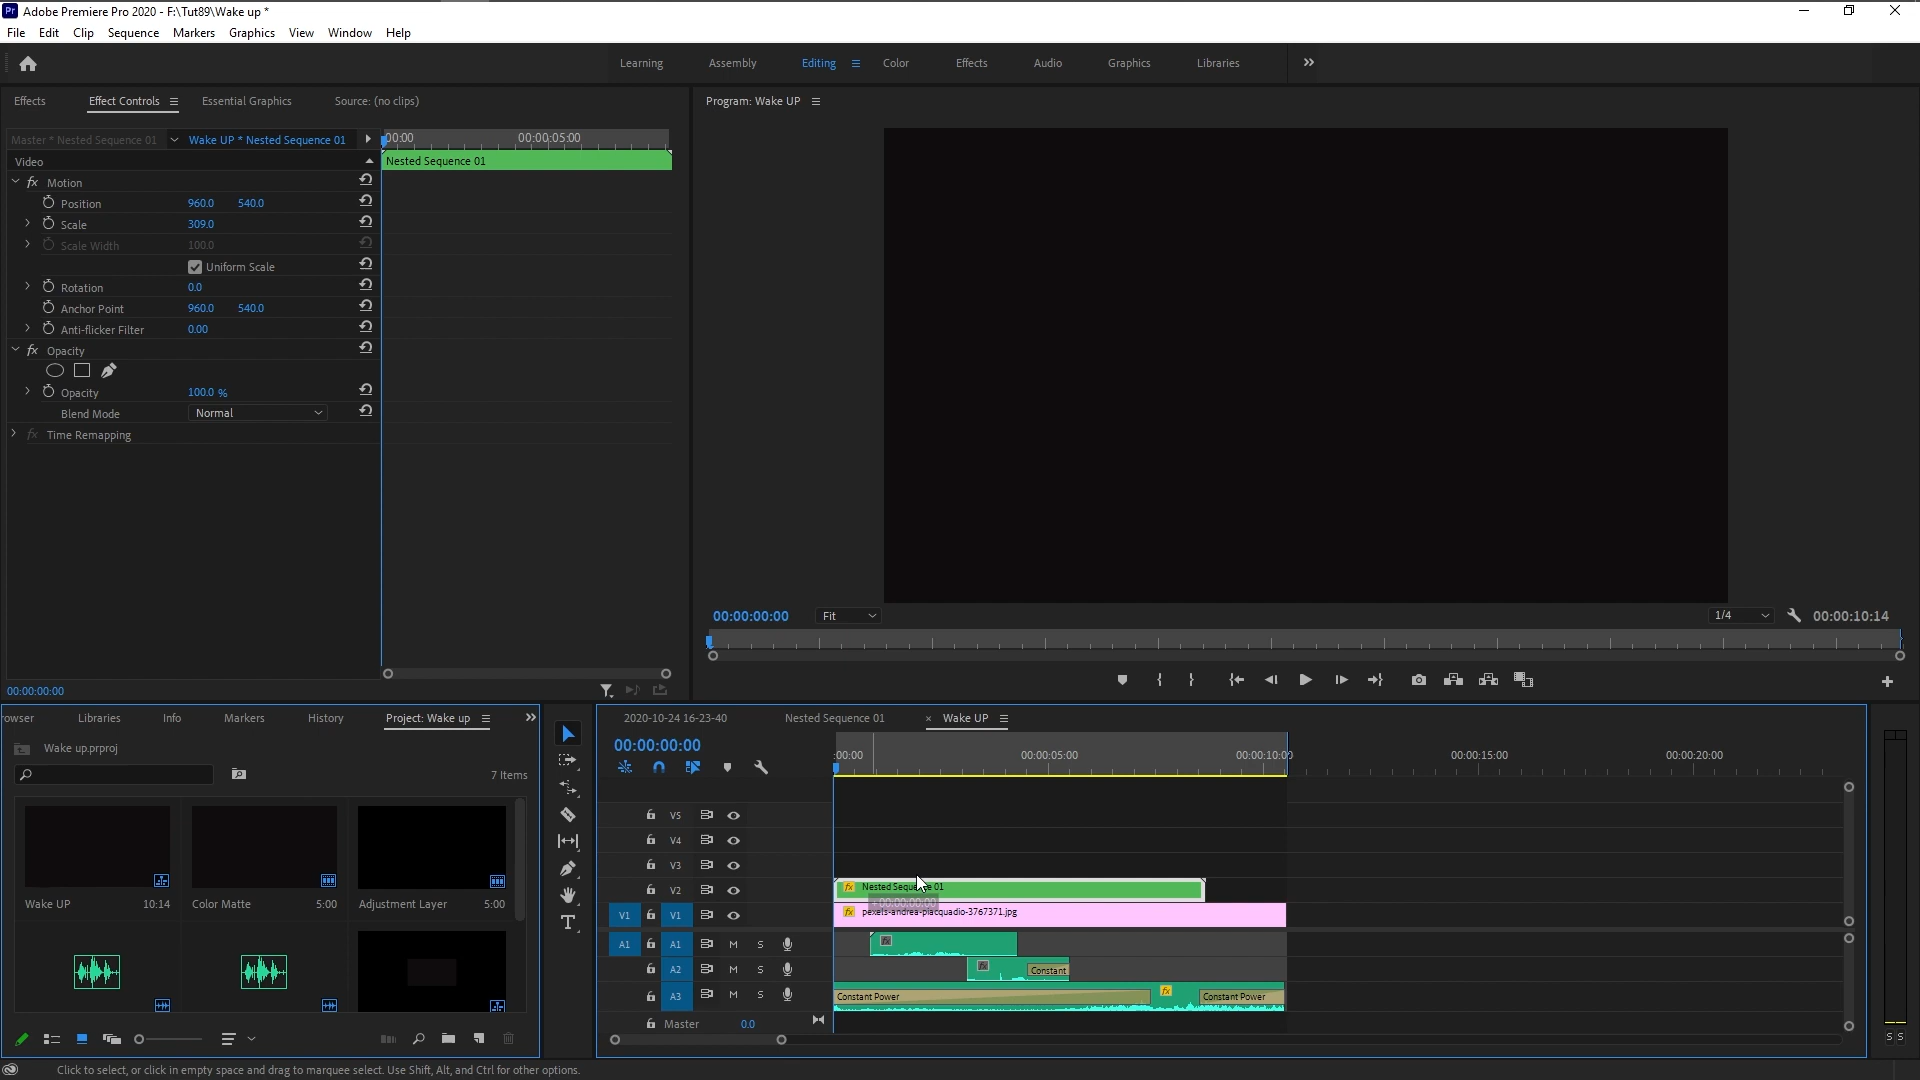 Adobe Premiere Pro 2020 - F:\Tut89\Wake up *
File Edit Clip Sequence Markers Graphics View Window Help
Learning Assembly Editing Color Effects Audio Graphics Libraries
Effects Effect Controls Essential Graphics Source: (no clips)
Program: Wake UP
Master * Nested Sequence 01 Wake UP * Nested Sequence 01
00:00 00:00:05:00
Video
Nested Sequence 01
fx Motion
Position 960.0 540.0
Scale 309.0
Scale Width 100.0
Uniform Scale
Rotation 0.0
Anchor Point 960.0 540.0
Anti-flicker Filter 0.00
fx Opacity
Opacity 100.0 %
Blend Mode Normal
fx Time Remapping
00:00:00:00
00:00:00:00 Fit 1/4 00:00:10:14
owser Libraries Info Markers History Project: Wake up
Wake up.prproj
7 Items
Wake UP 10:14
Color Matte 5:00
Adjustment Layer 5:00
2020-10-24 16-23-40 Nested Sequence 01 × Wake UP
00:00:00:00
:00:00 00:00:05:00 00:00:10:00 00:00:15:00 00:00:20:00
V5
V4
V3
V2 fx Nested Seque e 01
+00:00:00:00
V1 V1 fx pexels-andrea-piacquadio-3767371.jpg
A1 A1 M S fx
A2 M S fx Constant
A3 M S Constant Power fx Constant Power
Master 0.0
S S
Click to select, or click in empty space and drag to marquee select. Use Shift, Alt, and Ctrl for other options.